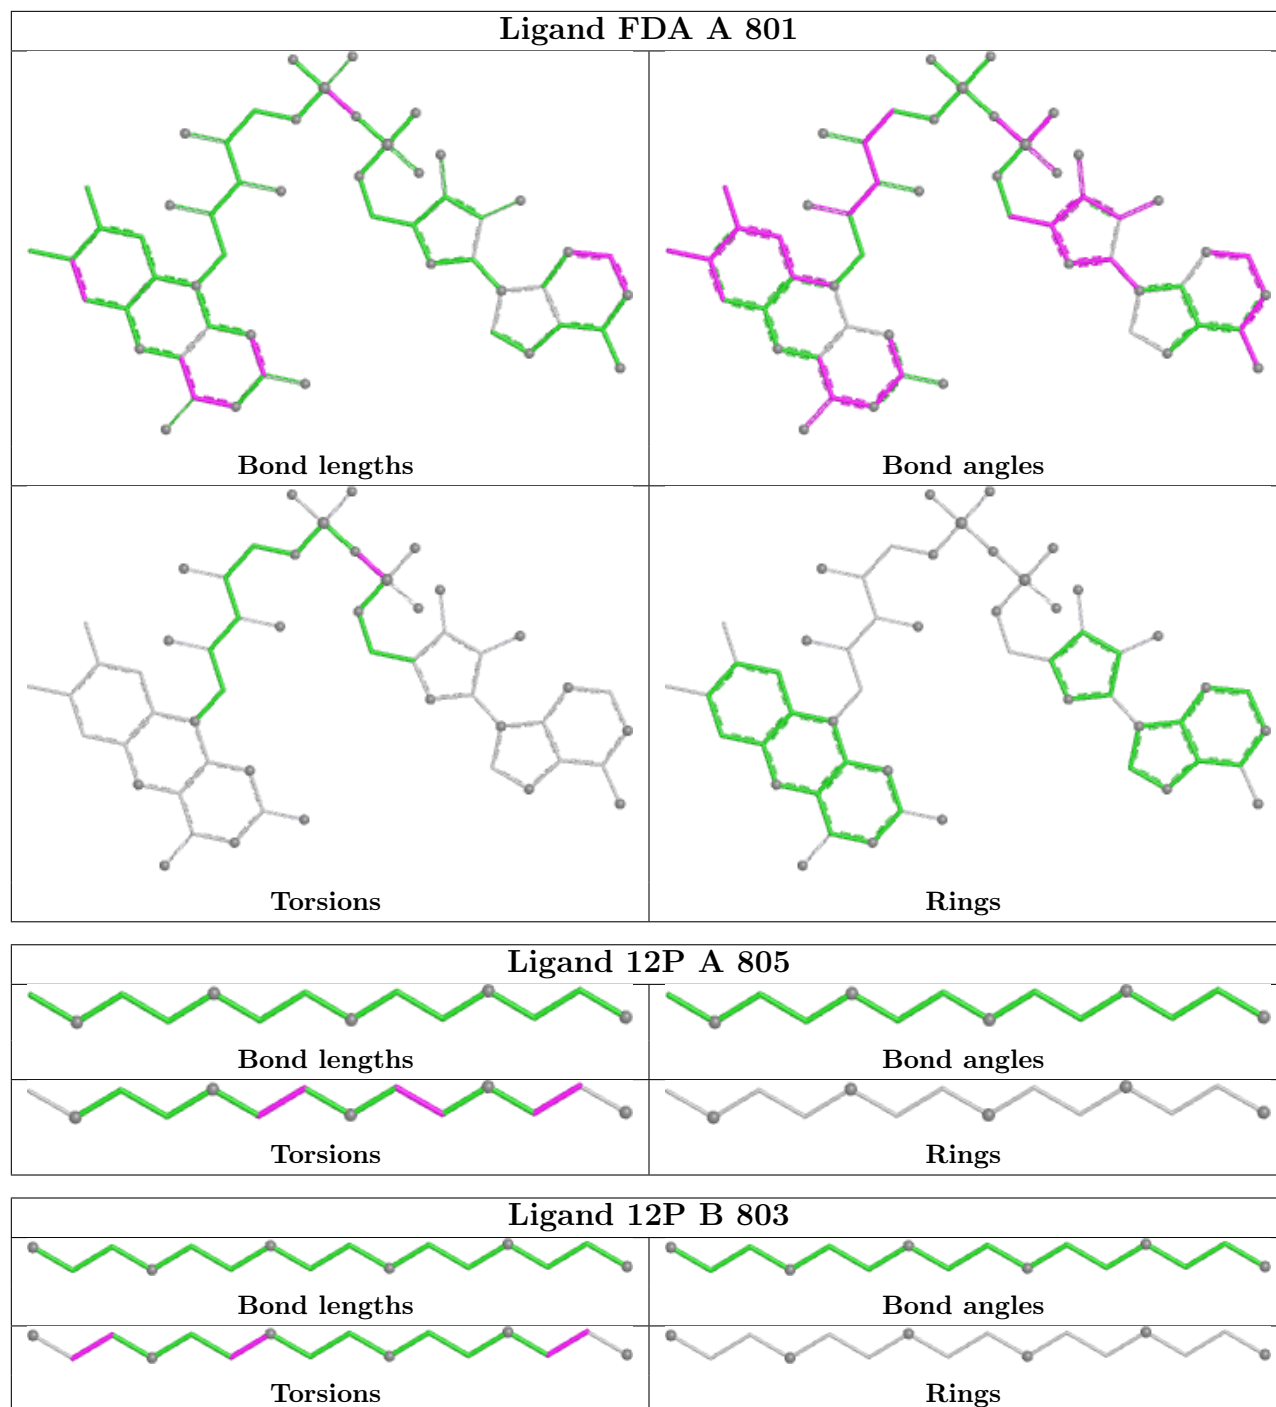 Ligand FDA A 801
Bond lengths
Bond angles
Torsions
Rings
Ligand 12P A 805
Bond lengths
Bond angles
Torsions
Rings
Ligand 12P B 803
Bond lengths
Bond angles
Torsions
Rings